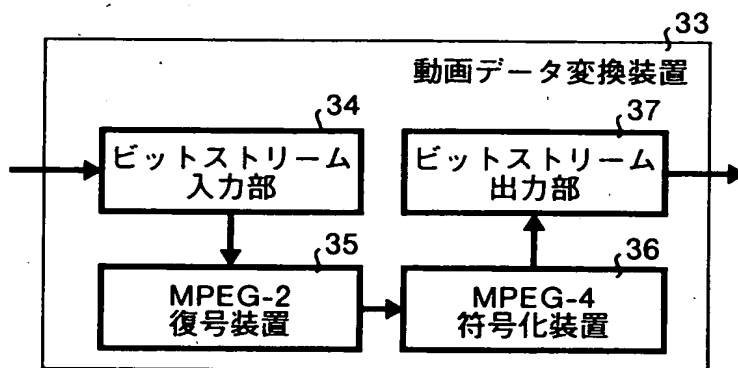 33
動画データ変換装置
34
ビットストリーム
入力部
37
ビットストリーム
出力部
35
MPEG-2
復号装置
36
MPEG-4
符号化装置